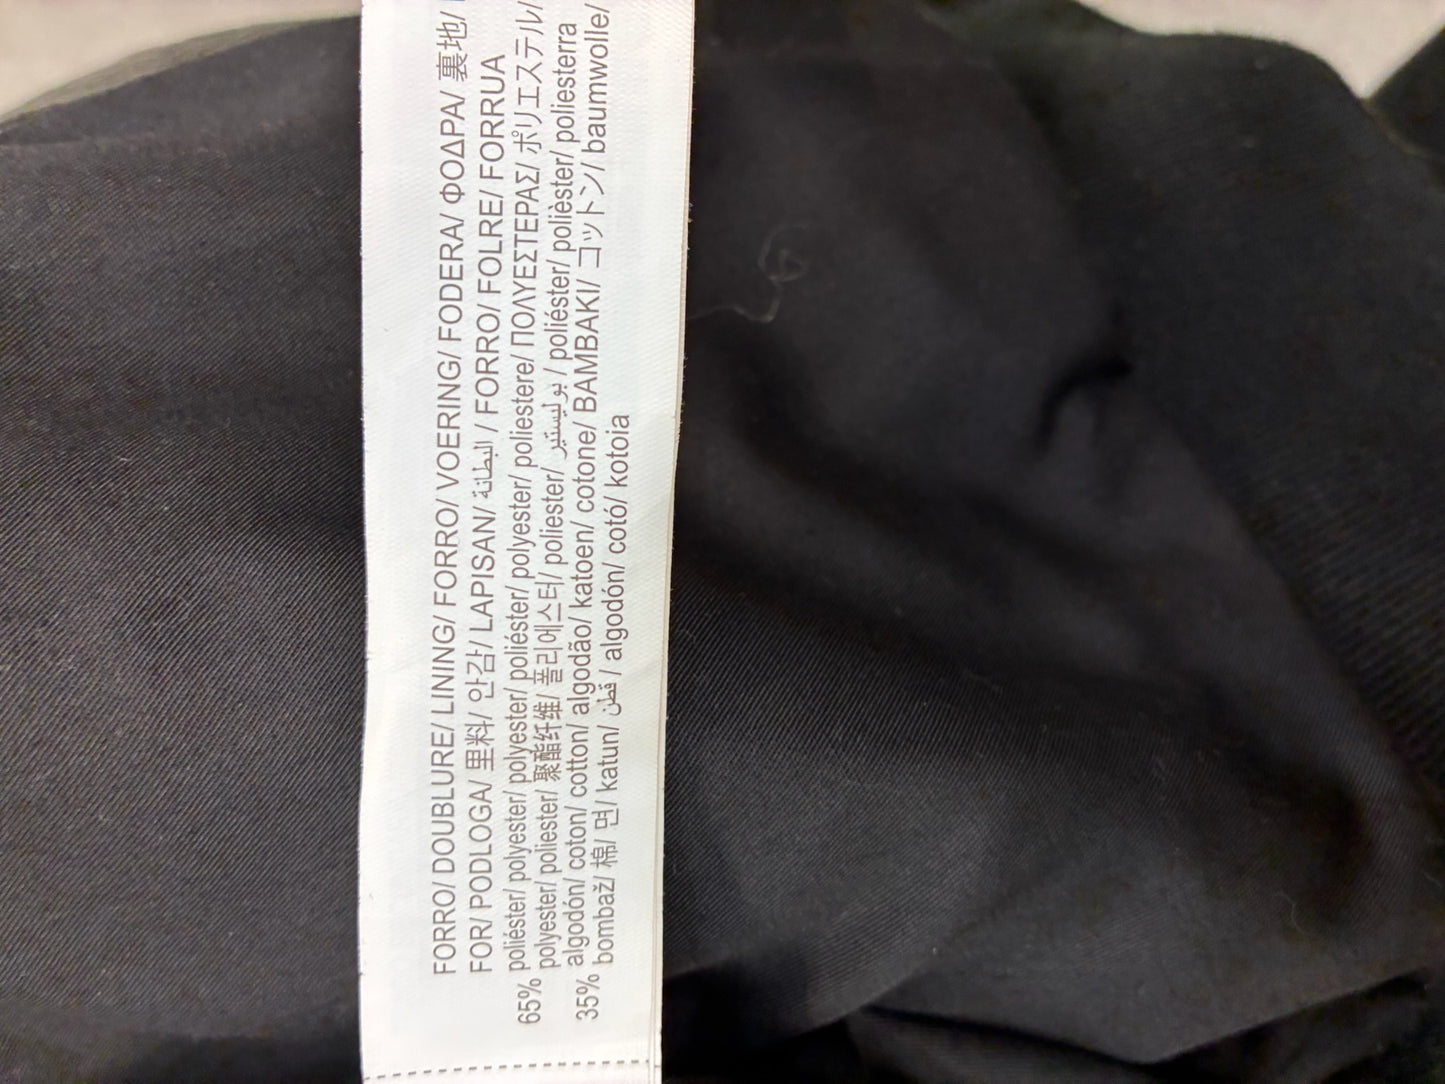 FORRO/ DOUBLURE/ LINING/ FORRO/ VOERING/ FODERA/ ΦΟΔΡΑ/ 裏地/
FOR/ PODLOGA/ 里料/ 안감/ LAPISAN/ البطانة / FORRO/ FOLRE/ FORRUA
65% poliéster/ polyester/ polyester/ poliéster/ polyester/ poliestere/ ΠΟΛΥΕΣΤΕΡΑΣ/ ポリエステル/
polyester/ poliester/ 聚酯纤维/ 폴리에스터/ poliester/ بوليستير / poliéster/ polièster/ poliesterra
35% algodón/ coton/ cotton/ algodão/ katoen/ cotone/ BAMBAKI/ コットン/ baumwolle/
bombaž/ 棉/ 면/ katun/ قطن / algodón/ cotó/ kotoia